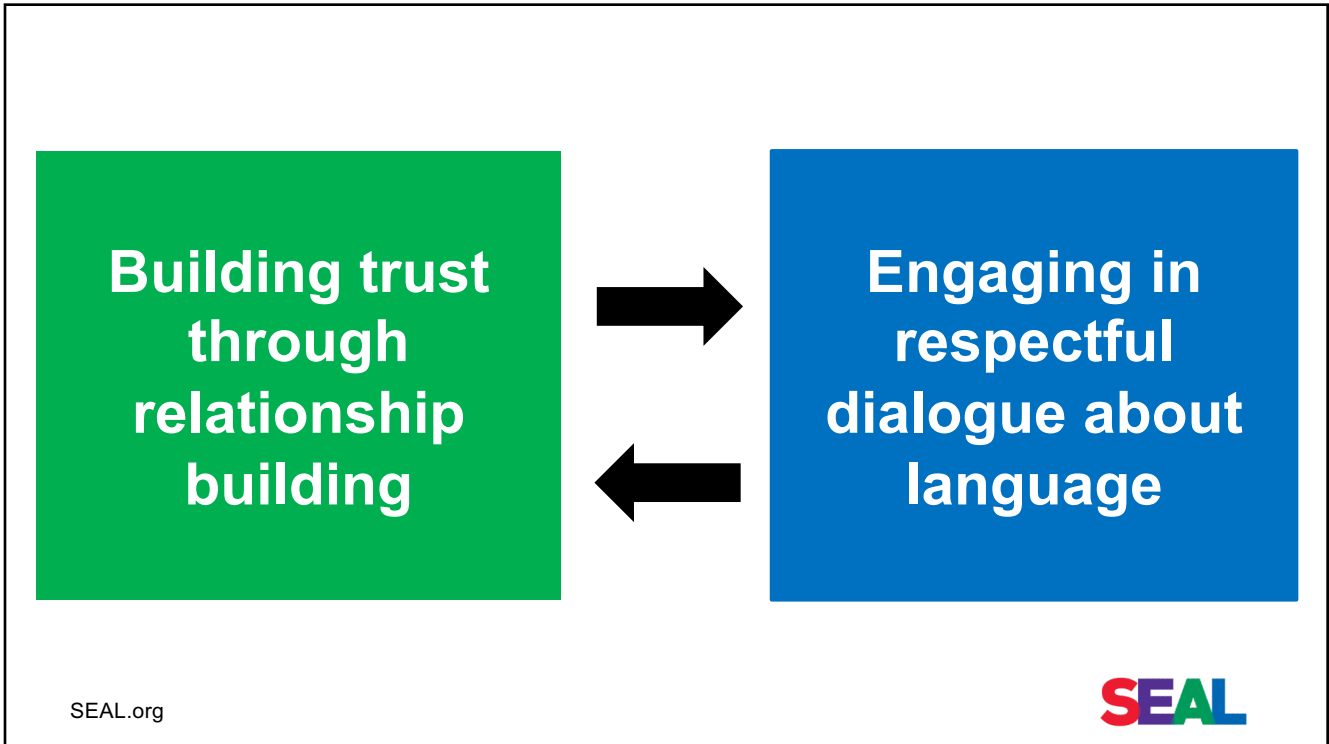 Building trust
through
relationship
building
Engaging in
respectful
dialogue about
language
SEAL.org
SEAL